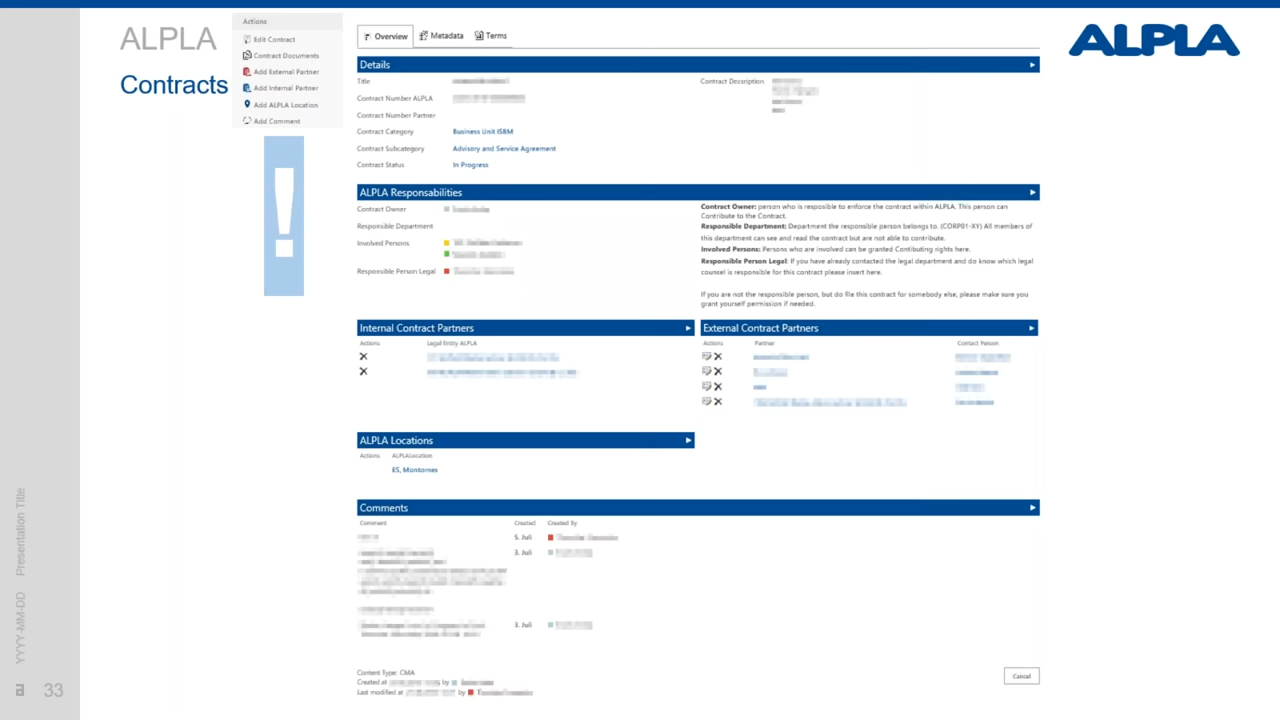 ALPLA
Contracts
Actions
Edit Contract
Contract Documents
Add External Partner
Add Internal Partner
Add ALPLA Location
Add Comment
!
Overview
Metadata
Terms
ALPLA
Details
Title
Contract Description
Contract Number ALPLA
Contract Number Partner
Contract Category
Business Unit ISBM
Contract Subcategory
Advisory and Service Agreement
Contract Status
In Progress
ALPLA Responsabilities
Contract Owner
Responsible Department
Involved Persons
Responsible Person Legal
Contract Owner: person who is resposible to enforce the contract within ALPLA. This person can
Contribute to the Contract.
Responsible Department: Department the responsible person belongs to. (CORP01-XY) All members of
this department can see and read the contract but are not able to contribute.
Involved Persons: Persons who are involved can be granted Contibuting rights here.
Responsible Person Legal: If you have already contacted the legal department and do know which legal
counsel is responsible for this contract please insert here.
If you are not the responsible person, but do file this contract for somebody else, please make sure you
grant yourself permission if needed.
Internal Contract Partners
Actions
Legal Entity ALPLA
External Contract Partners
Actions
Partner
Contact Person
ALPLA Locations
Actions
ALPLALocation
ES, Montornes
Comments
Comment
Created
Created By
5. Juli
3. Juli
3. Juli
Content Type: CMA
Created at by
Last modified at by
Cancel
YYYY-MM-DD Presentation Title
a 33